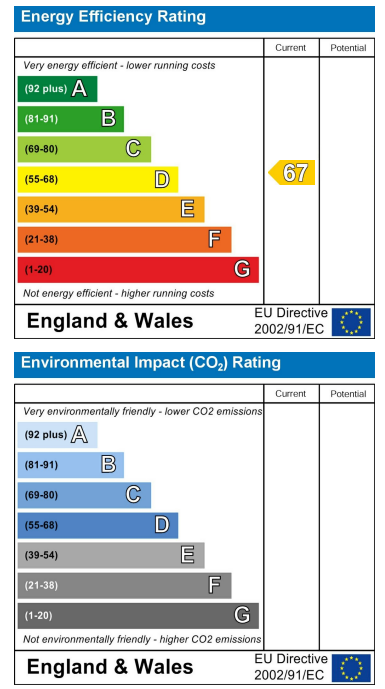 Energy Efficiency Rating
Current Potential
Very energy efficient - lower running costs
(92 plus) A
(81-91) B
(69-80) C
(55-68) D
67
(39-54) E
(21-38) F
(1-20) G
Not energy efficient - higher running costs
England & Wales
EU Directive
2002/91/EC
Environmental Impact (CO₂) Rating
Current Potential
Very environmentally friendly - lower CO2 emissions
(92 plus) A
(81-91) B
(69-80) C
(55-68) D
(39-54) E
(21-38) F
(1-20) G
Not environmentally friendly - higher CO2 emissions
England & Wales
EU Directive
2002/91/EC